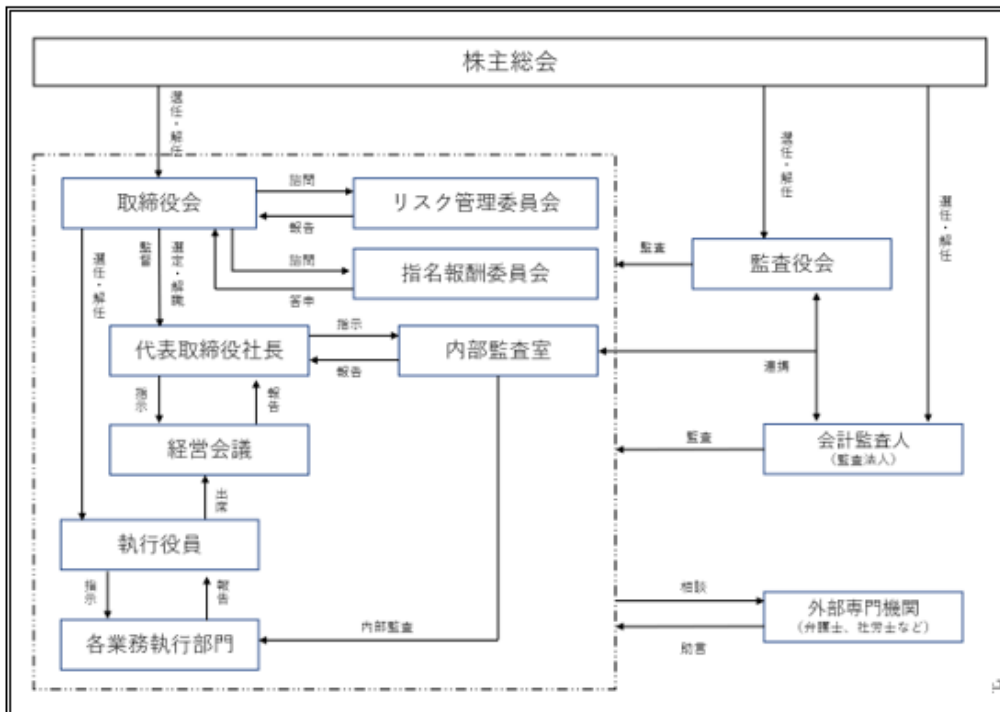 株主総会
選任・解任
選任・解任
選任・解任
取締役会
諮問
報告
リスク管理委員会
選任・解任
監督
選定・解職
諮問
答申
指名報酬委員会
監査
監査役会
代表取締役社長
指示
報告
内部監査室
連携
指示
報告
経営会議
監査
会計監査人
(監査法人)
出席
執行役員
指示
報告
相談
助言
外部専門機関
(弁護士、社労士など)
各業務執行部門
内部監査